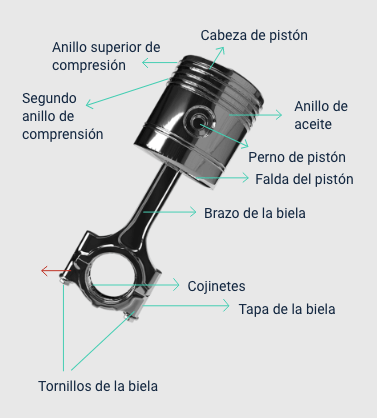 Cabeza de pistón
Anillo superior de
compresión
Segundo
anillo de
comprensión
Anillo de
aceite
Perno de pistón
Falda del pistón
Brazo de la biela
Cojinetes
Tapa de la biela
Tornillos de la biela